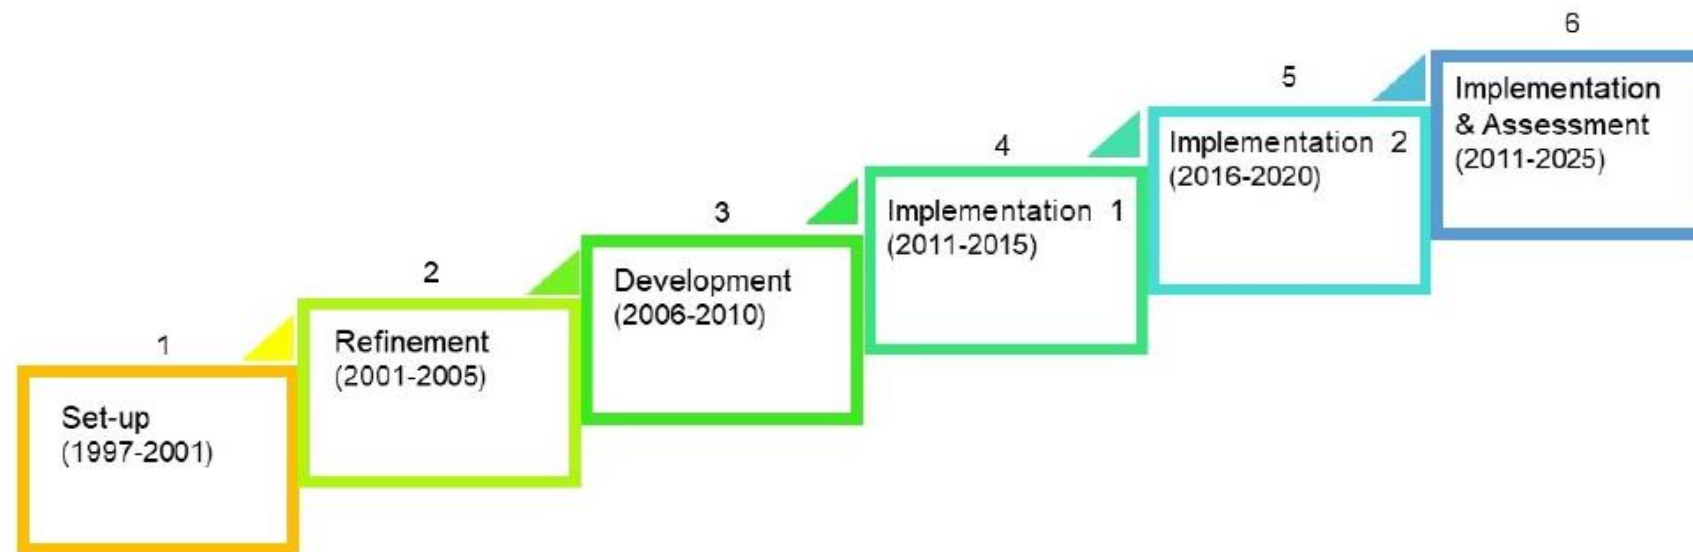 1
Set-up
(1997-2001)
2
Refinement
(2001-2005)
3
Development
(2006-2010)
4
Implementation 1
(2011-2015)
5
Implementation 2
(2016-2020)
6
Implementation
& Assessment
(2011-2025)